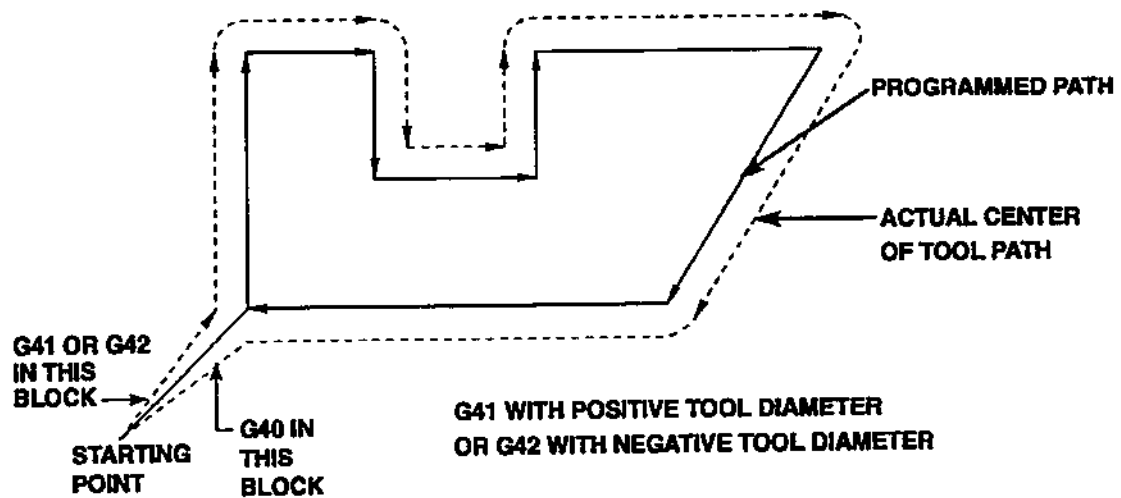 PROGRAMMED PATH
ACTUAL CENTER
OF TOOL PATH
G41 OR G42
IN THIS
BLOCK
STARTING
POINT
G40 IN
THIS
BLOCK
G41 WITH POSITIVE TOOL DIAMETER
OR G42 WITH NEGATIVE TOOL DIAMETER